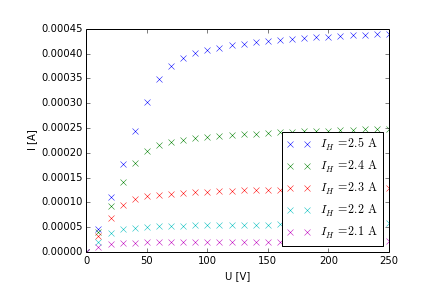 0.00045
0.00040
0.00035
0.00030
0.00025
0.00020
0.00015
0.00010
0.00005
0.00000
I [A]
0
50
100
150
200
250
U [V]
I_H =2.5 A
I_H =2.4 A
I_H =2.3 A
I_H =2.2 A
I_H =2.1 A